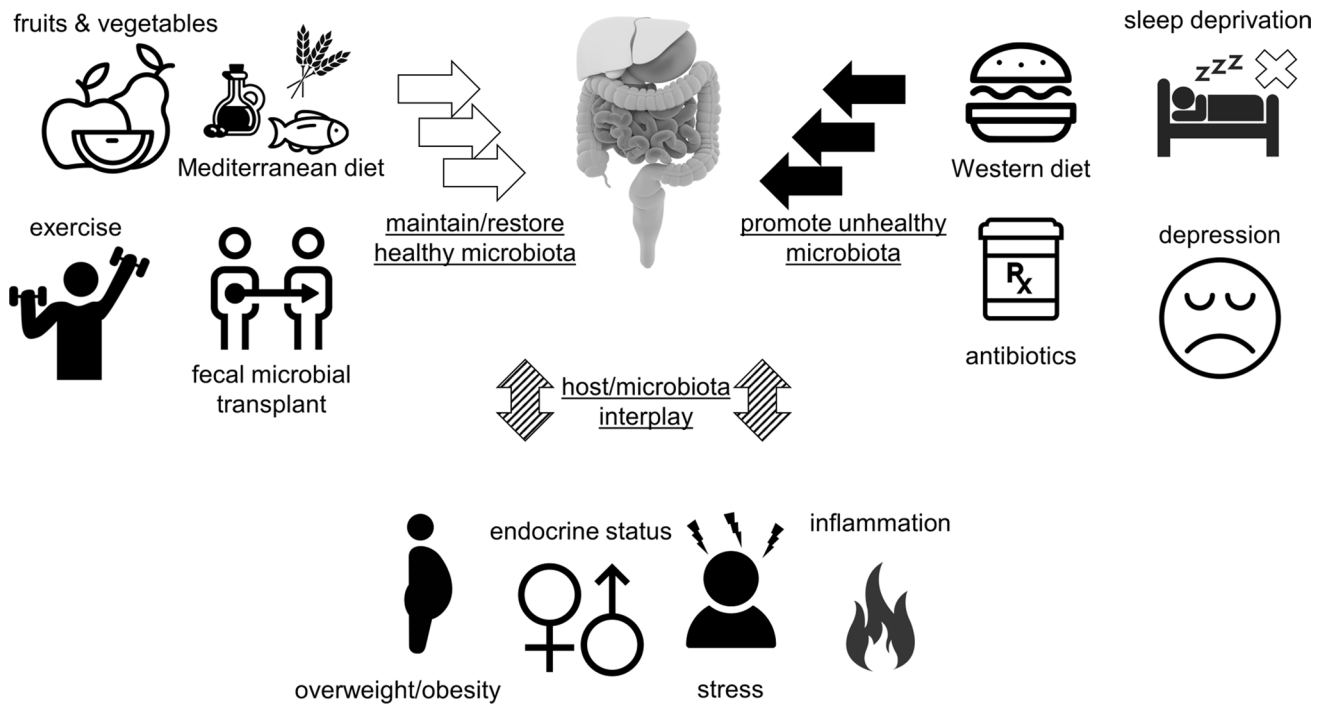 fruits & vegetables
Mediterranean diet
exercise
fecal microbial
transplant
maintain/restore
healthy microbiota
promote unhealthy
microbiota
Western diet
sleep deprivation
zzz
Rx
antibiotics
depression
host/microbiota
interplay
overweight/obesity
endocrine status
stress
inflammation